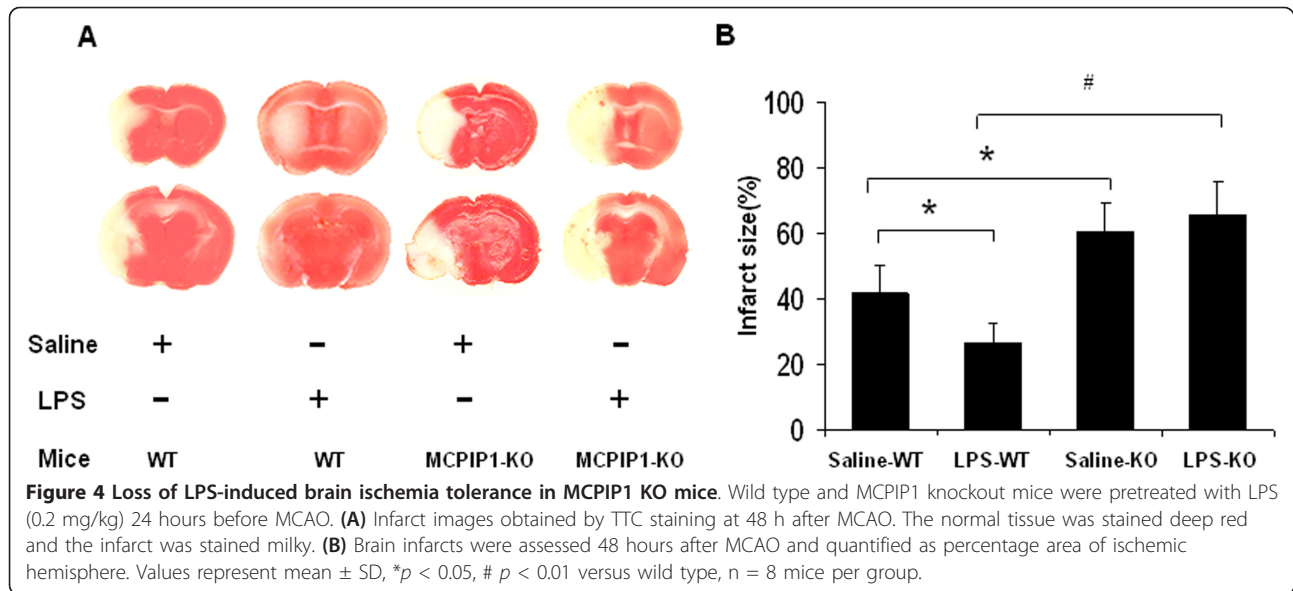 A
B
Saline + − + −
LPS − + − +
Mice WT WT MCPIP1-KO MCPIP1-KO
Infarct size(%)
100
80
60
40
20
0
#
*
*
Saline-WT LPS-WT Saline-KO LPS-KO
Figure 4 Loss of LPS-induced brain ischemia tolerance in MCPIP1 KO mice. Wild type and MCPIP1 knockout mice were pretreated with LPS
(0.2 mg/kg) 24 hours before MCAO. (A) Infarct images obtained by TTC staining at 48 h after MCAO. The normal tissue was stained deep red
and the infarct was stained milky. (B) Brain infarcts were assessed 48 hours after MCAO and quantified as percentage area of ischemic
hemisphere. Values represent mean ± SD, *p < 0.05, # p < 0.01 versus wild type, n = 8 mice per group.